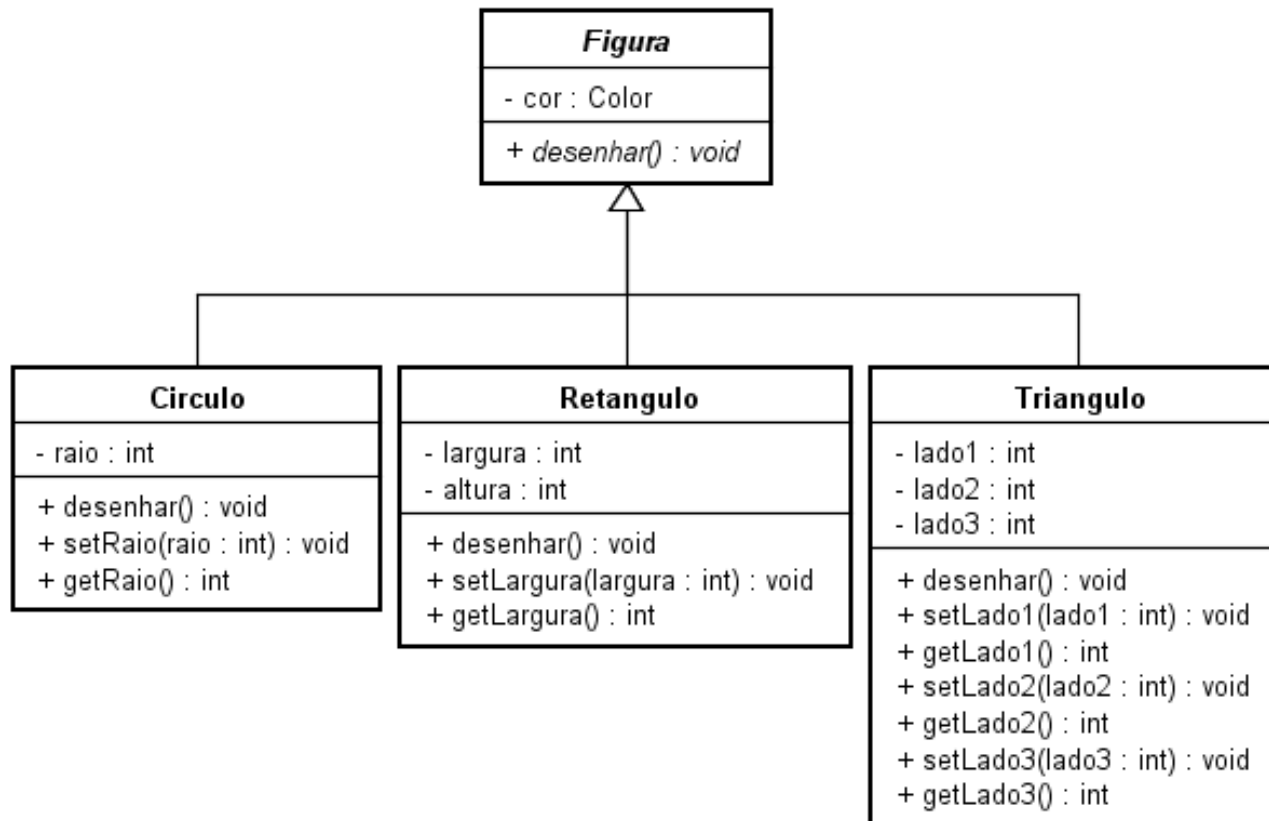 Figura
- cor : Color
+ desenhar() : void
Circulo
- raio : int
+ desenhar() : void
+ setRaio(raio : int) : void
+ getRaio() : int
Retangulo
- largura : int
- altura : int
+ desenhar() : void
+ setLargura(largura : int) : void
+ getLargura() : int
Triangulo
- lado1 : int
- lado2 : int
- lado3 : int
+ desenhar() : void
+ setLado1(lado1 : int) : void
+ getLado1() : int
+ setLado2(lado2 : int) : void
+ getLado2() : int
+ setLado3(lado3 : int) : void
+ getLado3() : int